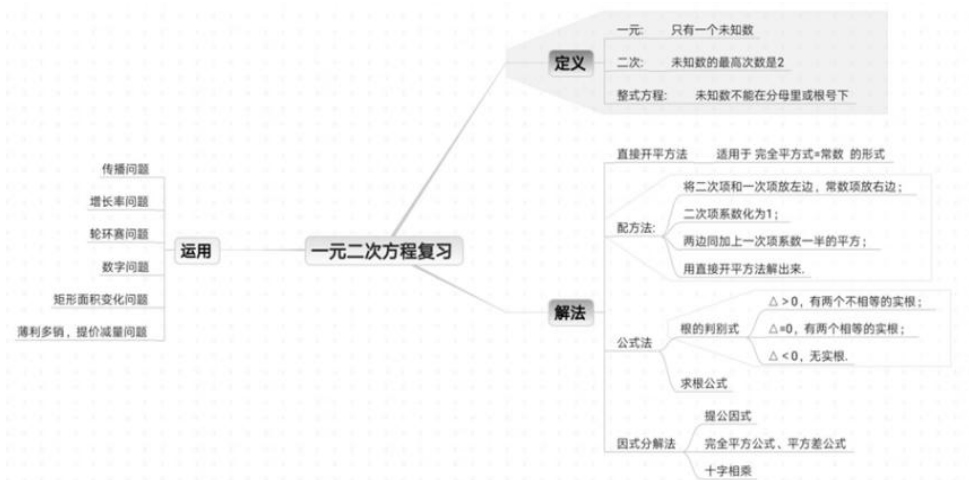 一元二次方程复习
定义
一元: 只有一个未知数
二次: 未知数的最高次数是2
整式方程: 未知数不能在分母里或根号下
解法
直接开平方法 适用于 完全平方式=常数 的形式
配方法:
将二次项和一次项放左边，常数项放右边；
二次项系数化为1；
两边同加上一次项系数一半的平方；
用直接开平方法解出来.
公式法
根的判别式
△＞0，有两个不相等的实根；
△=0，有两个相等的实根；
△＜0，无实根.
求根公式
因式分解法
提公因式
完全平方公式、平方差公式
十字相乘
运用
传播问题
增长率问题
轮环赛问题
数字问题
矩形面积变化问题
薄利多销，提价减量问题